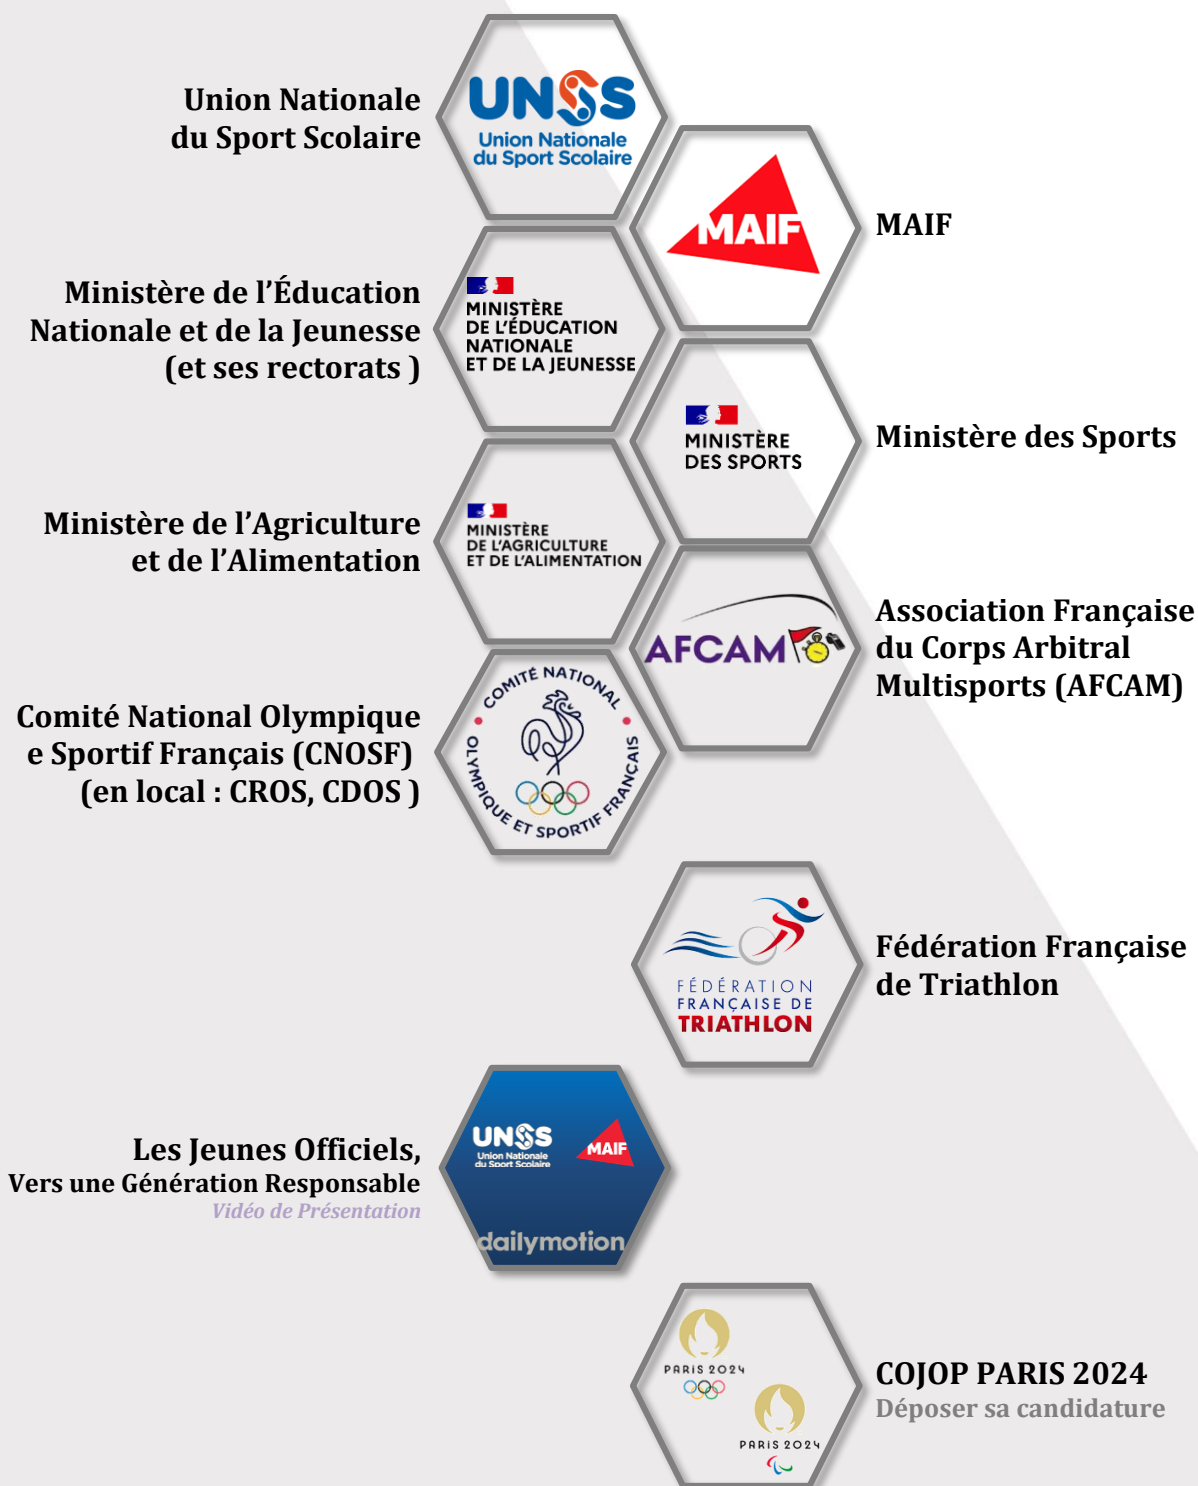 Union Nationale
du Sport Scolaire
UNSS
Union Nationale
du Sport Scolaire
MAIF
MAIF
Ministère de l’Éducation
Nationale et de la Jeunesse
(et ses rectorats )
MINISTÈRE
DE L’ÉDUCATION
NATIONALE
ET DE LA JEUNESSE
MINISTÈRE
DES SPORTS
Ministère des Sports
Ministère de l’Agriculture
et de l’Alimentation
MINISTÈRE
DE L’AGRICULTURE
ET DE L’ALIMENTATION
AFCAM
Association Française
du Corps Arbitral
Multisports (AFCAM)
Comité National Olympique
e Sportif Français (CNOSF)
(en local : CROS, CDOS )
COMITÉ NATIONAL
OLYMPIQUE ET SPORTIF FRANÇAIS
FÉDÉRATION
FRANÇAISE DE
TRIATHLON
Fédération Française
de Triathlon
Les Jeunes Officiels,
Vers une Génération Responsable
Vidéo de Présentation
UNSS
Union Nationale
du Sport Scolaire
MAIF
dailymotion
PARIS 2024
PARIS 2024
COJOP PARIS 2024
Déposer sa candidature